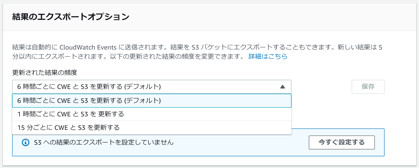 結果のエクスポートオプション
結果は自動的に CloudWatch Events に送信されます。結果を S3 バケットにエクスポートすることもできます。新しい結果は 5
分以内にエクスポートされます。以下の更新された結果の頻度を変更できます。 詳細はこちら
更新された結果の頻度
6 時間ごとに CWE と S3 を更新する (デフォルト)
保存
6 時間ごとに CWE と S3 を更新する (デフォルト)
1 時間ごとに CWE と S3 を 更新する
15 分ごとに CWE と S3 を更新する
S3 への結果のエクスポートを設定していません
今すぐ設定する